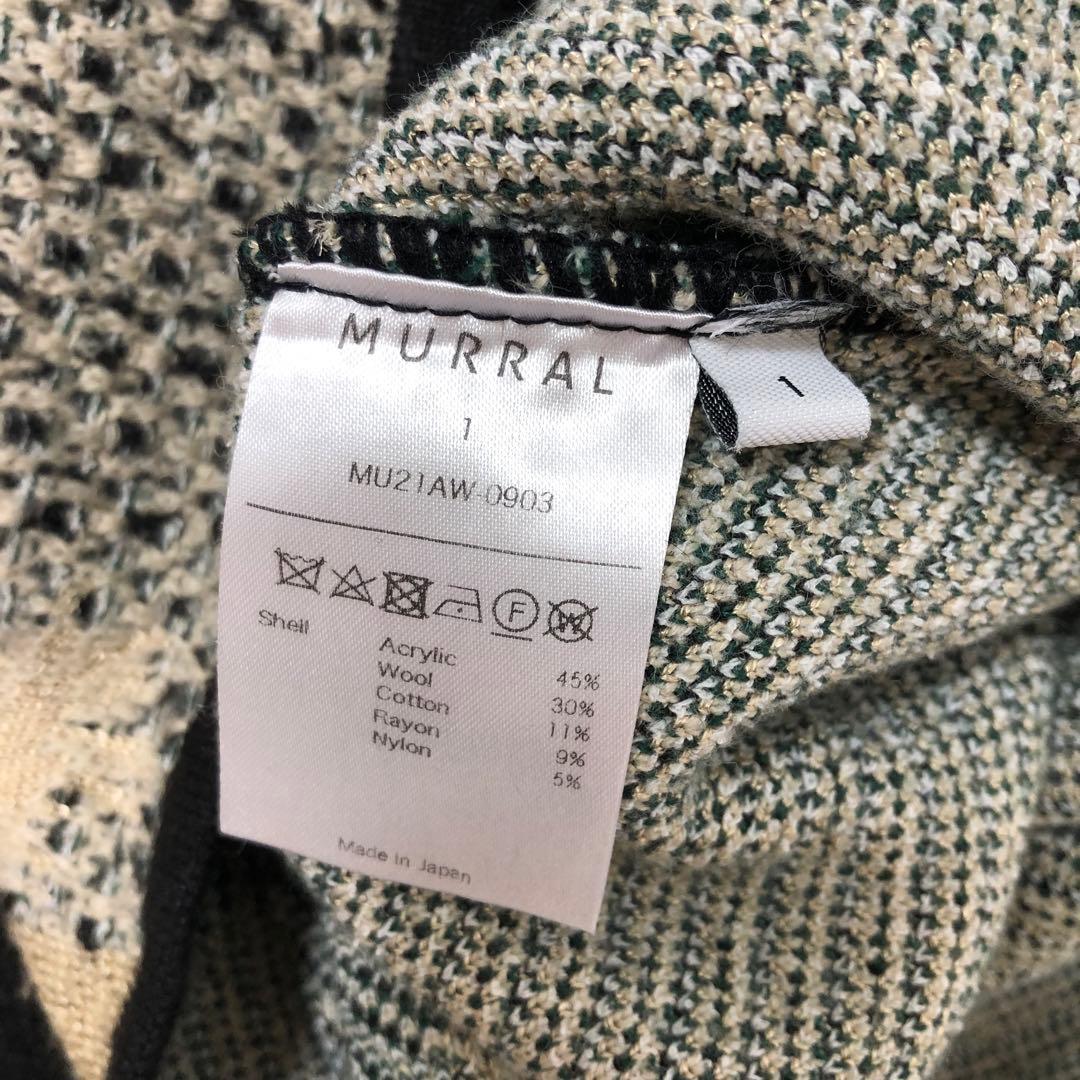 MURRAL
1
1
MU21AW-0903
F W
Shell
Acrylic 45%
Wool 30%
Cotton 11%
Rayon 9%
Nylon 5%
Made in Japan